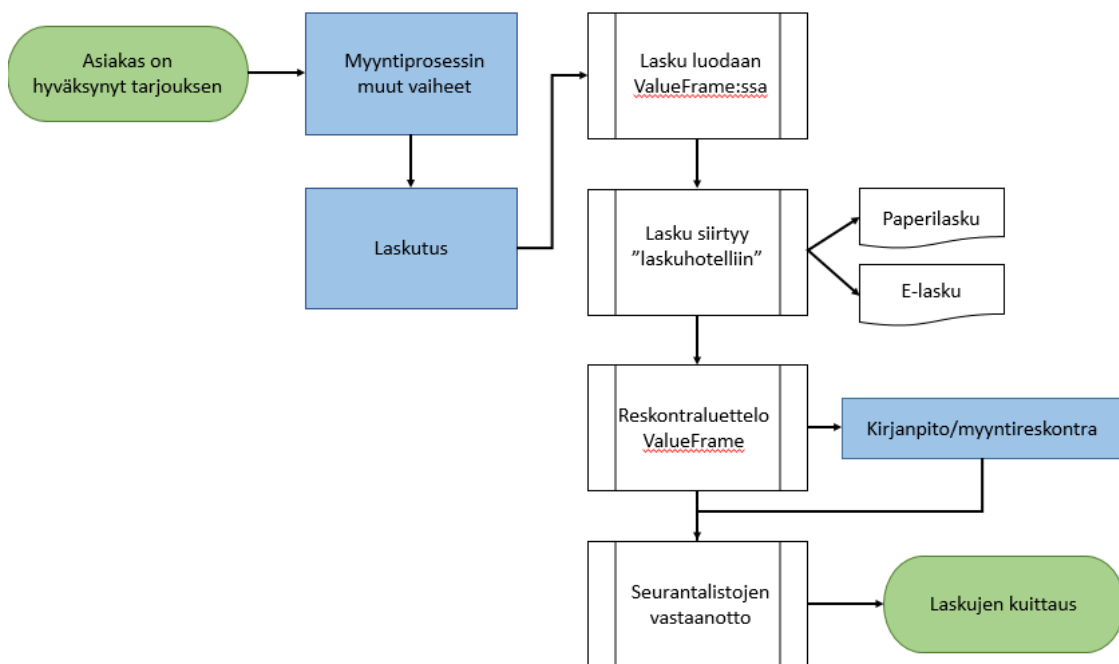 Asiakas on
hyväksynyt tarjouksen
Myyntiprosessin
muut vaiheet
Lasku luodaan
ValueFrame:ssa
Laskutus
Lasku siirtyy
”laskuhotelliin”
Paperilasku
E-lasku
Reskontraluettelo
ValueFrame
Kirjanpito/myyntireskontra
Seurantalistojen
vastaanotto
Laskujen kuittaus